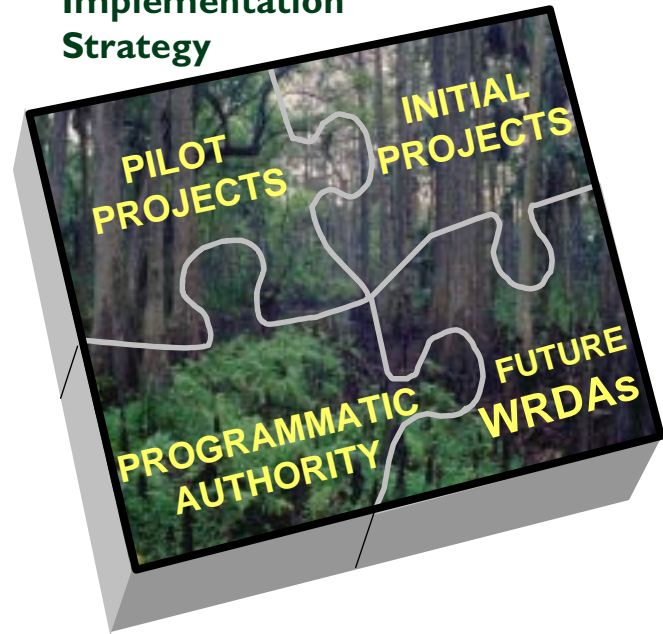 Implementation
Strategy
PILOT
PROJECTS
INITIAL
PROJECTS
PROGRAMMATIC
AUTHORITY
FUTURE
WRDAs